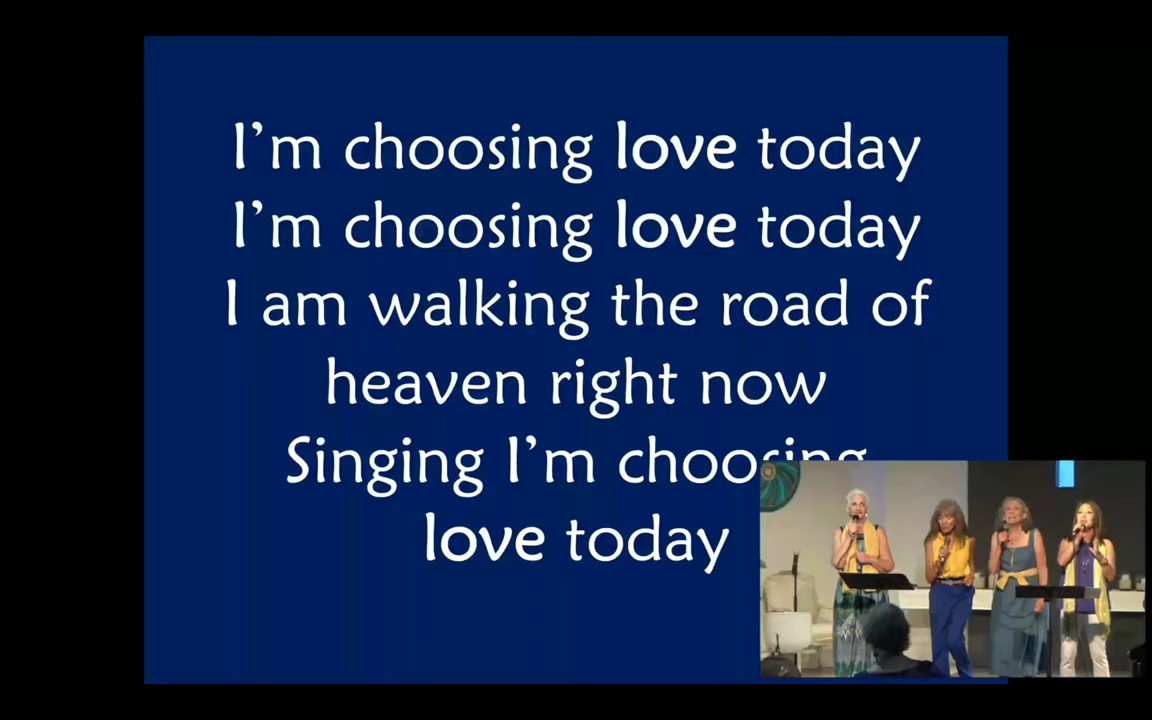 I'm choosing love today
I'm choosing love today
I am walking the road of
heaven right now
Singing I'm choosing
love today